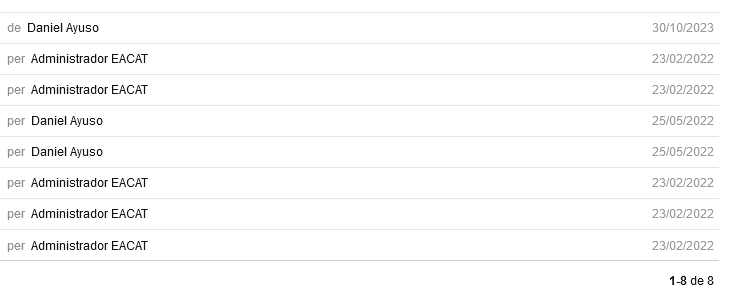 de Daniel Ayuso 30/10/2023
per Administrador EACAT 23/02/2022
per Administrador EACAT 23/02/2022
per Daniel Ayuso 25/05/2022
per Daniel Ayuso 25/05/2022
per Administrador EACAT 23/02/2022
per Administrador EACAT 23/02/2022
per Administrador EACAT 23/02/2022
1-8 de 8